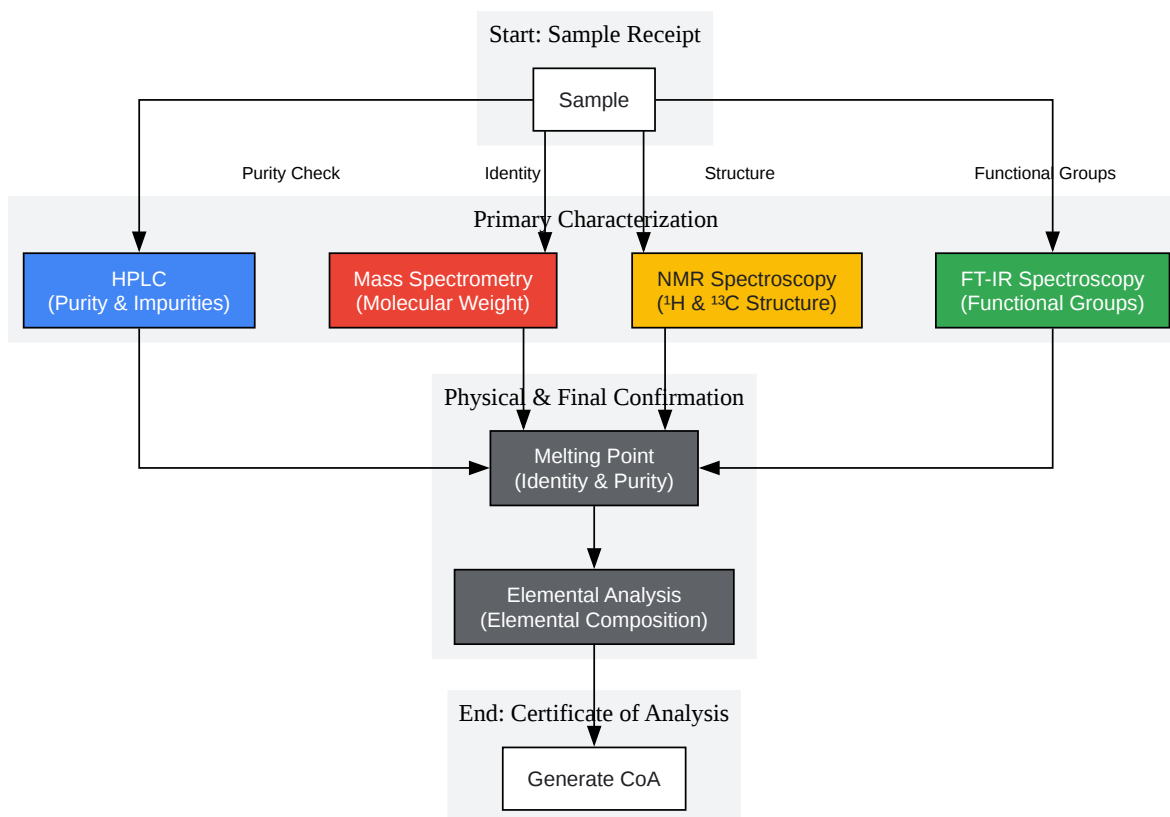 Start: Sample Receipt
Sample
Purity Check
Identity
Structure
Functional Groups
Primary Characterization
HPLC
(Purity & Impurities)
Mass Spectrometry
(Molecular Weight)
NMR Spectroscopy
(¹H & ¹³C Structure)
FT-IR Spectroscopy
(Functional Groups)
Physical & Final Confirmation
Melting Point
(Identity & Purity)
Elemental Analysis
(Elemental Composition)
End: Certificate of Analysis
Generate CoA